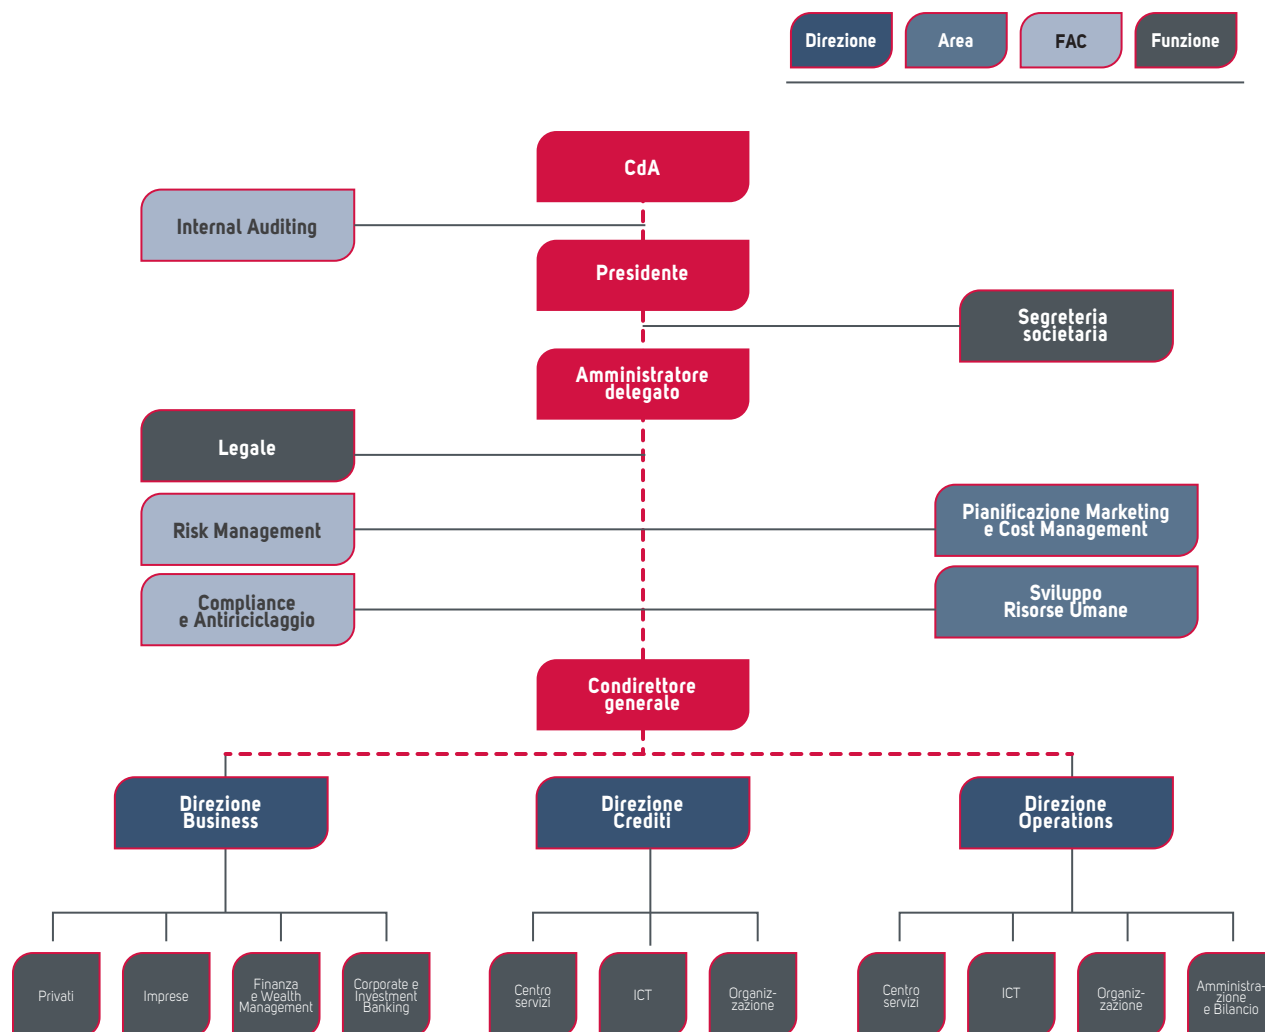 Direzione
Area
FAC
Funzione
CdA
Internal Auditing
Presidente
Segreteria
societaria
Amministratore
delegato
Legale
Risk Management
Pianificazione Marketing
e Cost Management
Compliance
e Antiriciclaggio
Sviluppo
Risorse Umane
Condirettore
generale
Direzione
Business
Direzione
Crediti
Direzione
Operations
Privati
Imprese
Finanza
e Wealth
Management
Corporate e
Investment
Banking
Centro
servizi
ICT
Organiz-
zazione
Centro
servizi
ICT
Organiz-
zazione
Amministra-
zione
e Bilancio